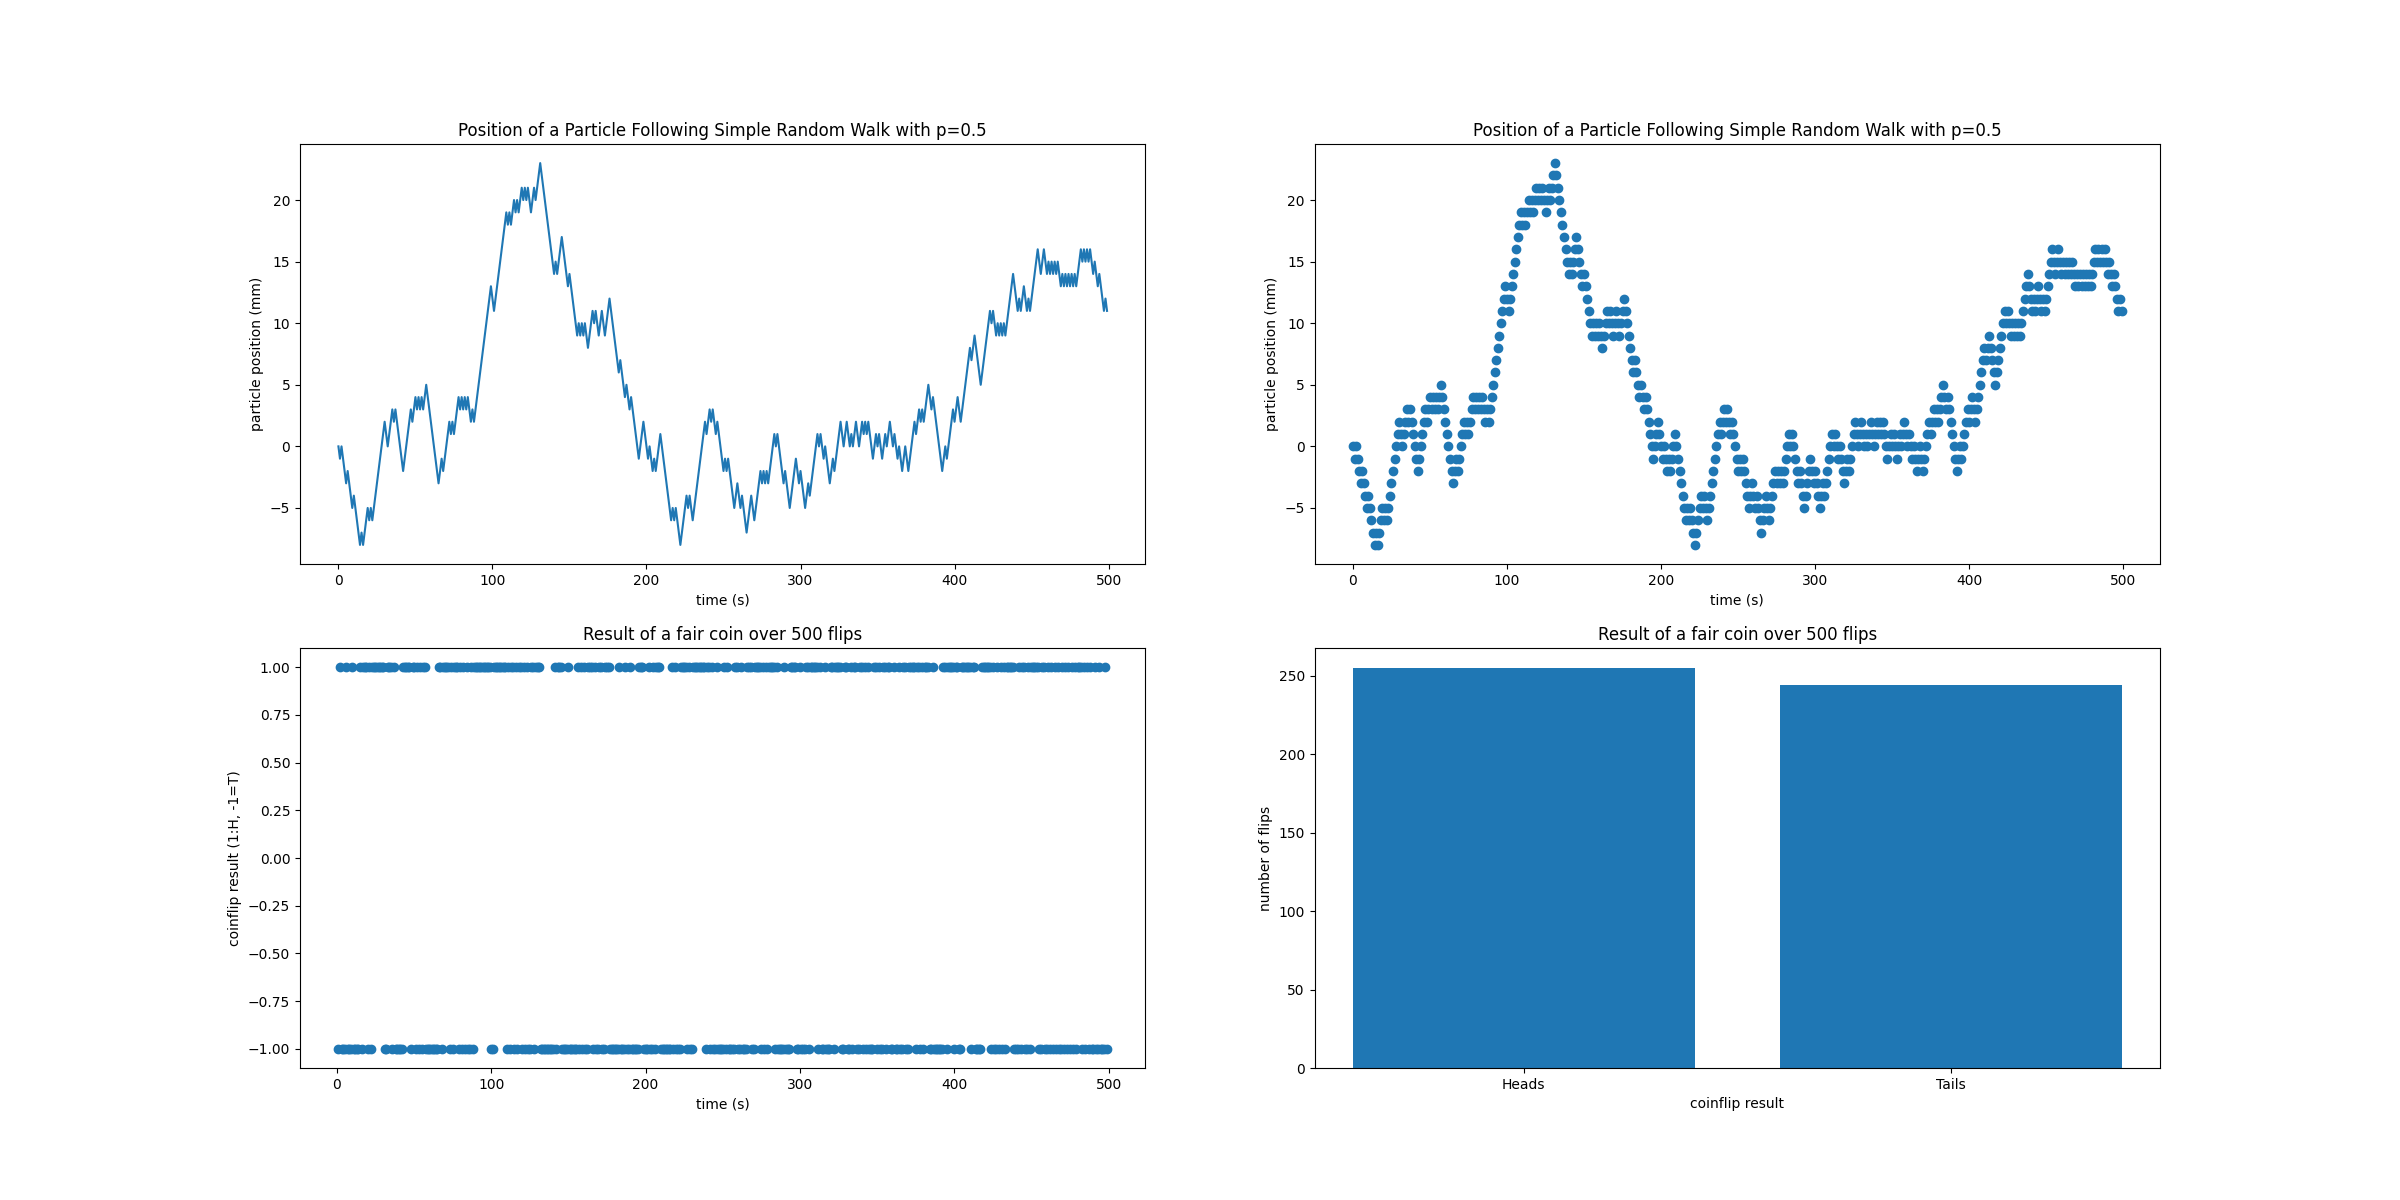 Position of a Particle Following Simple Random Walk with p=0.5
particle position (mm)
20
15
10
5
0
−5
0 100 200 300 400 500
time (s)
Position of a Particle Following Simple Random Walk with p=0.5
particle position (mm)
20
15
10
5
0
−5
0 100 200 300 400 500
time (s)
Result of a fair coin over 500 flips
coinflip result (1:H, -1=T)
1.00
0.75
0.50
0.25
0.00
−0.25
−0.50
−0.75
−1.00
0 100 200 300 400 500
time (s)
Result of a fair coin over 500 flips
number of flips
250
200
150
100
50
0
Heads Tails
coinflip result